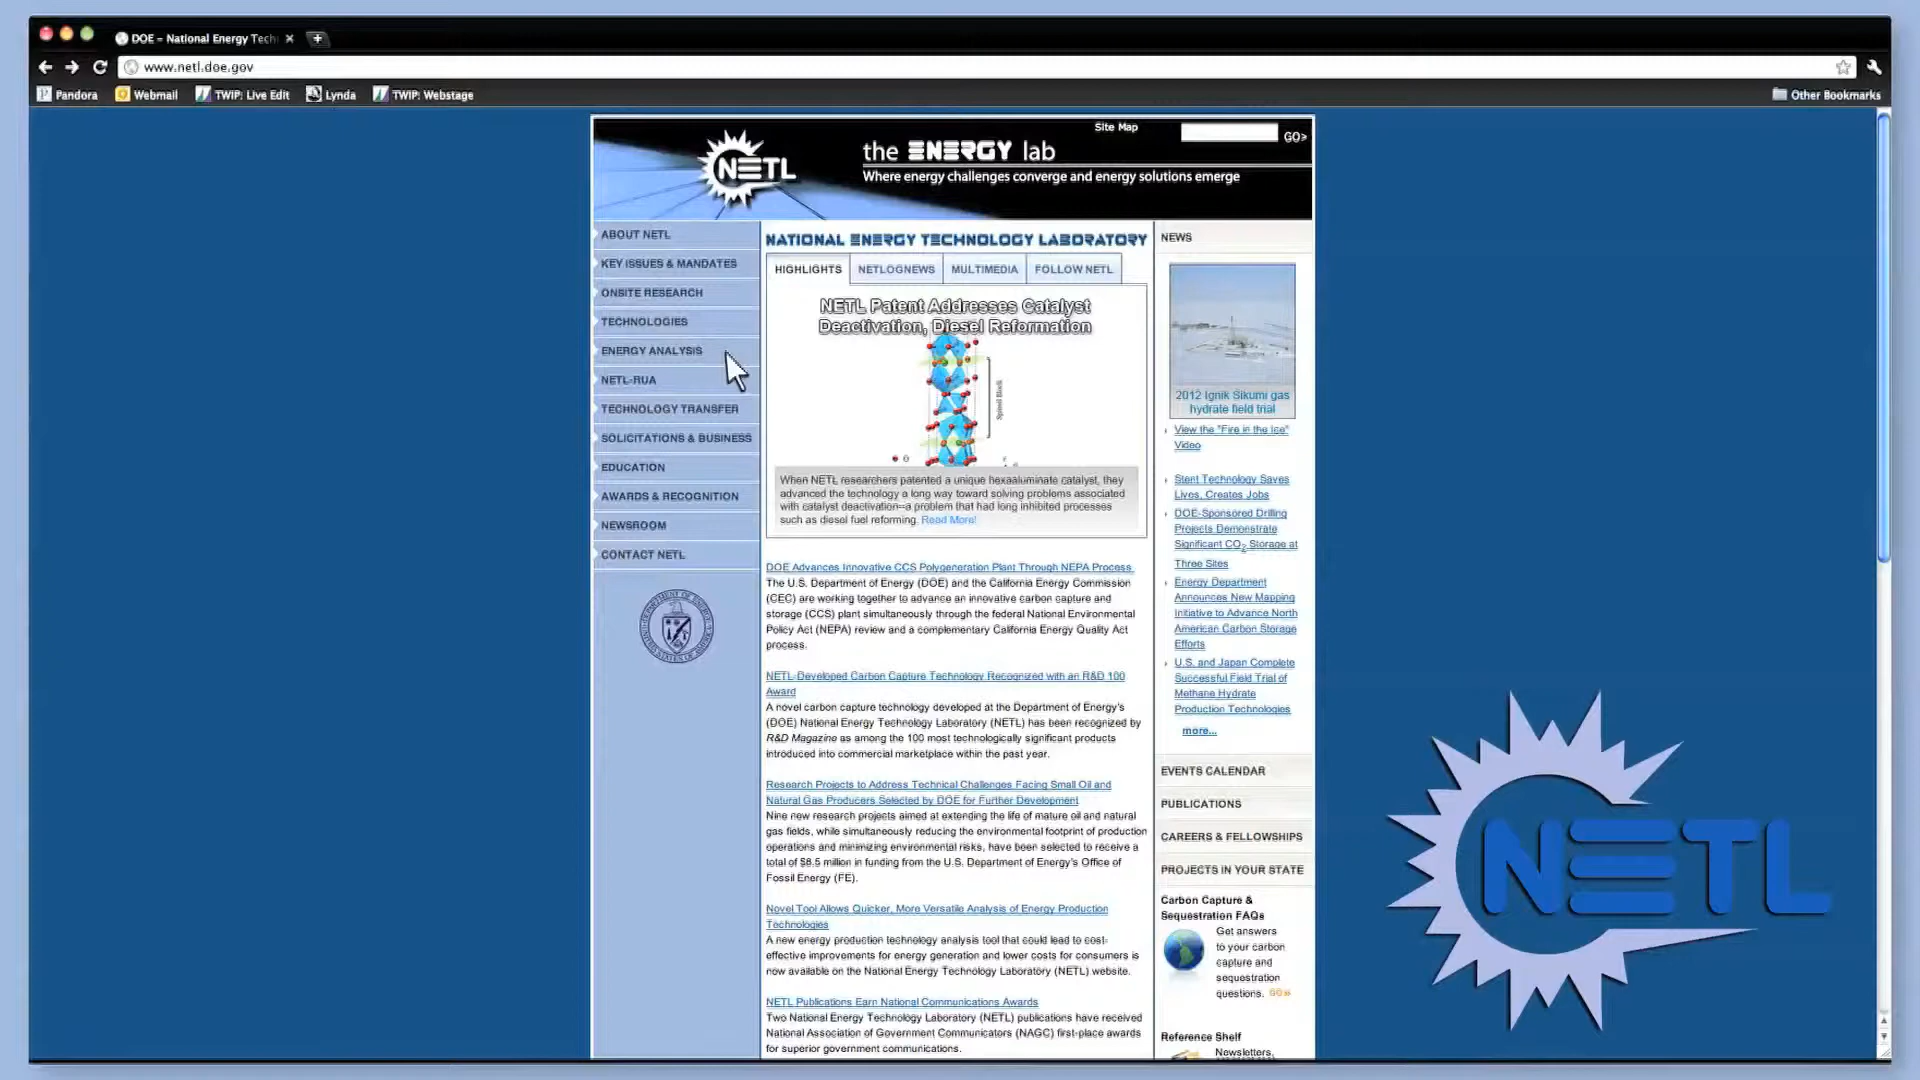 DOE – National Energy Tech
www.netl.doe.gov
Pandora
Webmail
TWIP: Live Edit
Lynda
TWIP: Webstage
Other Bookmarks
Site Map
GO>
NETL
the ENERGY lab
Where energy challenges converge and energy solutions emerge
ABOUT NETL
KEY ISSUES & MANDATES
ONSITE RESEARCH
TECHNOLOGIES
ENERGY ANALYSIS
NETL-RUA
TECHNOLOGY TRANSFER
SOLICITATIONS & BUSINESS
EDUCATION
AWARDS & RECOGNITION
NEWSROOM
CONTACT NETL
NATIONAL ENERGY TECHNOLOGY LABORATORY
HIGHLIGHTS
NETLOGNEWS
MULTIMEDIA
FOLLOW NETL
NETL Patent Addresses Catalyst
Deactivation, Diesel Reformation
Spinel Block
When NETL researchers patented a unique hexaaluminate catalyst, they
advanced the technology a long way toward solving problems associated
with catalyst deactivation--a problem that had long inhibited processes
such as diesel fuel reforming. Read More!
DOE Advances Innovative CCS Polygeneration Plant Through NEPA Process
The U.S. Department of Energy (DOE) and the California Energy Commission
(CEC) are working together to advance an innovative carbon capture and
storage (CCS) plant simultaneously through the federal National Environmental
Policy Act (NEPA) review and a complementary California Energy Quality Act
process.
NETL-Developed Carbon Capture Technology Recognized with an R&D 100
Award
A novel carbon capture technology developed at the Department of Energy's
(DOE) National Energy Technology Laboratory (NETL) has been recognized by
R&D Magazine as among the 100 most technologically significant products
introduced into commercial marketplace within the past year.
Research Projects to Address Technical Challenges Facing Small Oil and
Natural Gas Producers Selected by DOE for Further Development
Nine new research projects aimed at extending the life of mature oil and natural
gas fields, while simultaneously reducing the environmental footprint of production
operations and minimizing environmental risks, have been selected to receive a
total of $8.5 million in funding from the U.S. Department of Energy's Office of
Fossil Energy (FE).
Novel Tool Allows Quicker, More Versatile Analysis of Energy Production
Technologies
A new energy production technology analysis tool that could lead to cost-
effective improvements for energy generation and lower costs for consumers is
now available on the National Energy Technology Laboratory (NETL) website.
NETL Publications Earn National Communications Awards
Two National Energy Technology Laboratory (NETL) publications have received
National Association of Government Communicators (NAGC) first-place awards
for superior government communications.
NEWS
2012 Ignik Sikumi gas
hydrate field trial
View the "Fire in the Ice"
Video
Stent Technology Saves
Lives, Creates Jobs
DOE-Sponsored Drilling
Projects Demonstrate
Significant CO2 Storage at
Three Sites
Energy Department
Announces New Mapping
Initiative to Advance North
American Carbon Storage
Efforts
U.S. and Japan Complete
Successful Field Trial of
Methane Hydrate
Production Technologies
more...
EVENTS CALENDAR
PUBLICATIONS
CAREERS & FELLOWSHIPS
PROJECTS IN YOUR STATE
Carbon Capture &
Sequestration FAQs
Get answers
to your carbon
capture and
sequestration
questions. GO»
Reference Shelf
Newsletters,
NETL